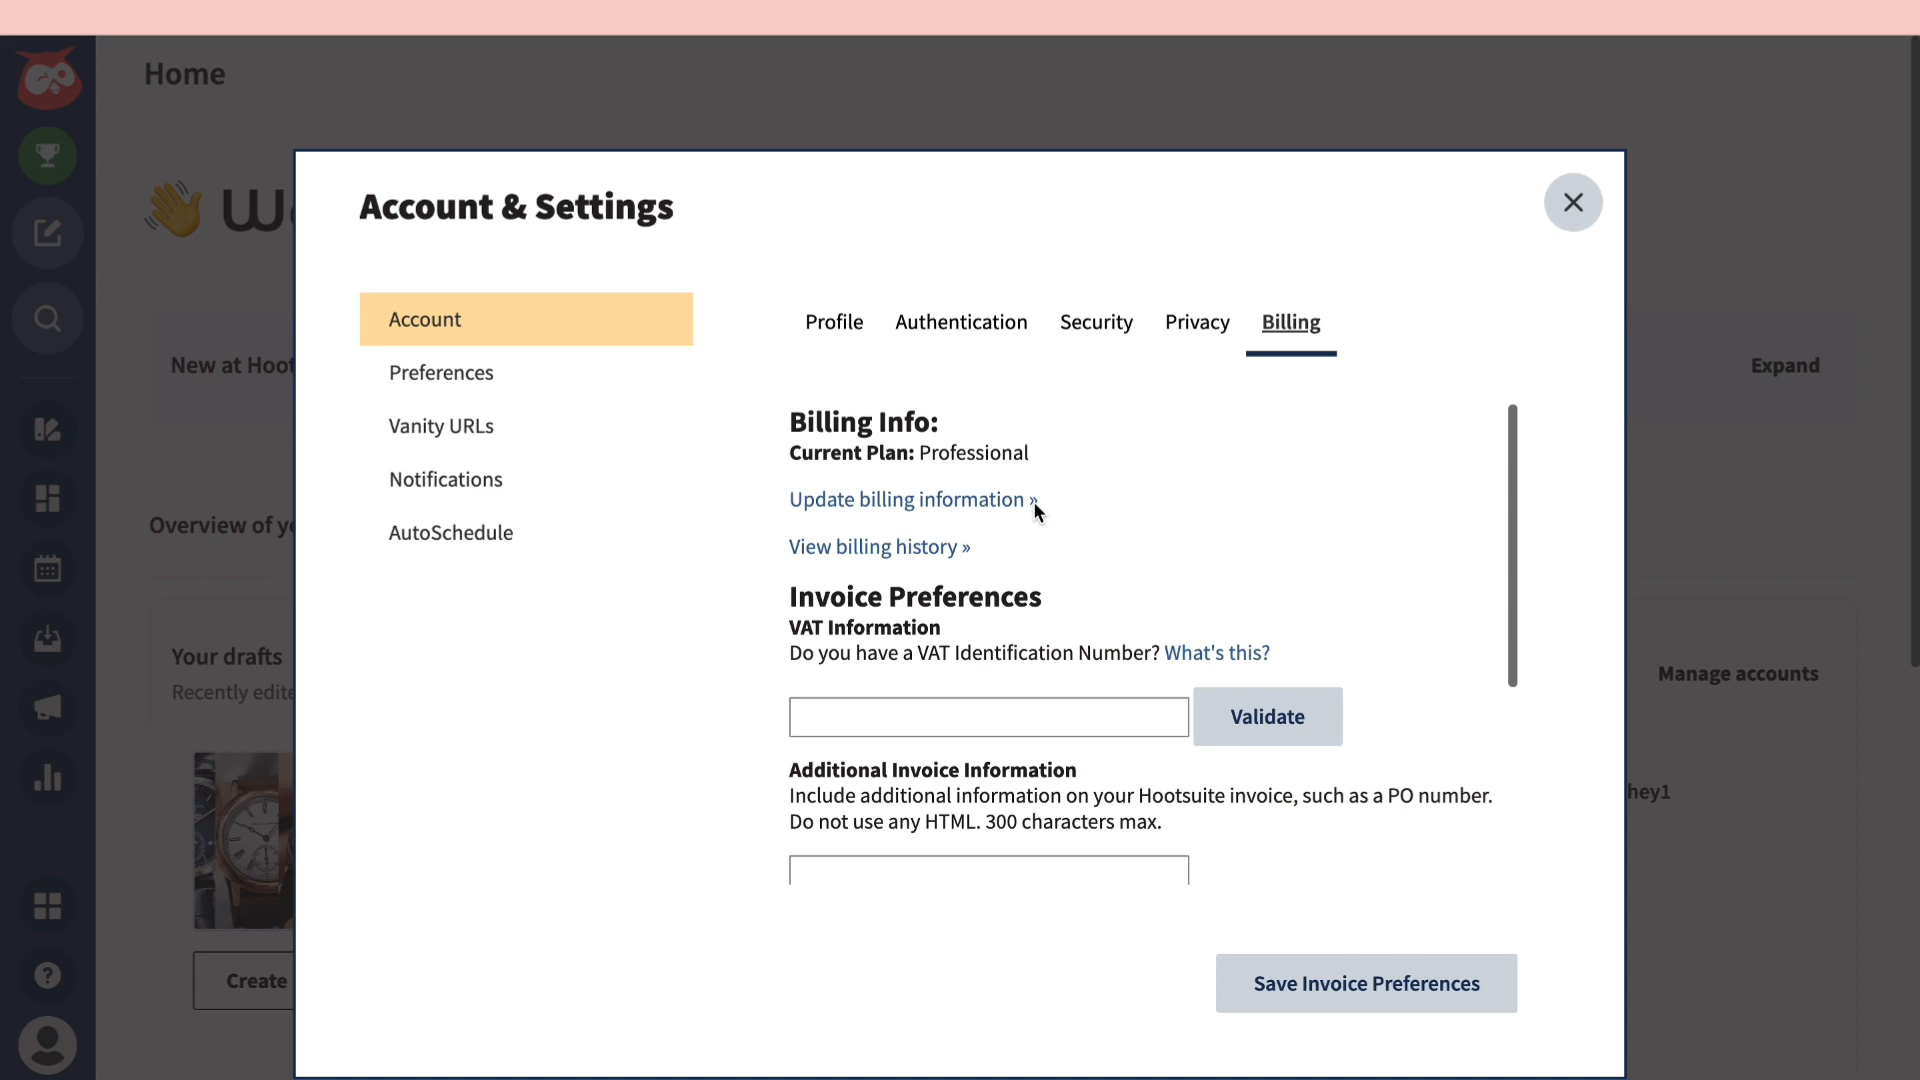 Home
Account & Settings
Account
Preferences
Vanity URLs
Notifications
AutoSchedule
Profile Authentication Security Privacy Billing
New at Hoot
Expand
Billing Info:
Current Plan: Professional
Update billing information »
View billing history »
Overview of
Invoice Preferences
VAT Information
Do you have a VAT Identification Number? What's this?
Validate
Your drafts
Recently edite
Manage accounts
Additional Invoice Information
Include additional information on your Hootsuite invoice, such as a PO number.
Do not use any HTML. 300 characters max.
hey1
Create
Save Invoice Preferences